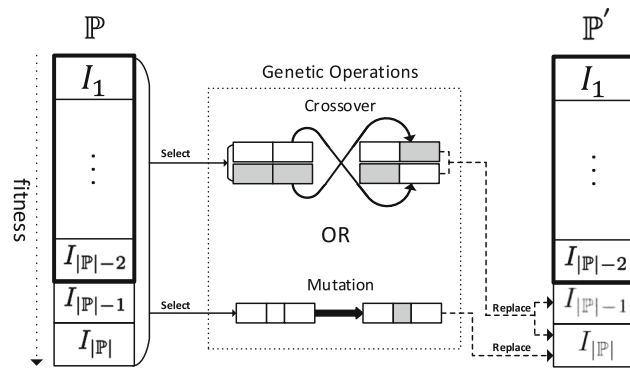 ℙ
ℙ′
Genetic Operations
I₁
Crossover
I₁
Select
⋮
⋮
fitness
OR
I|ℙ|−2
I|ℙ|−2
Mutation
I|ℙ|−1
Select
Replace
I|ℙ|−1
I|ℙ|
Replace
I|ℙ|